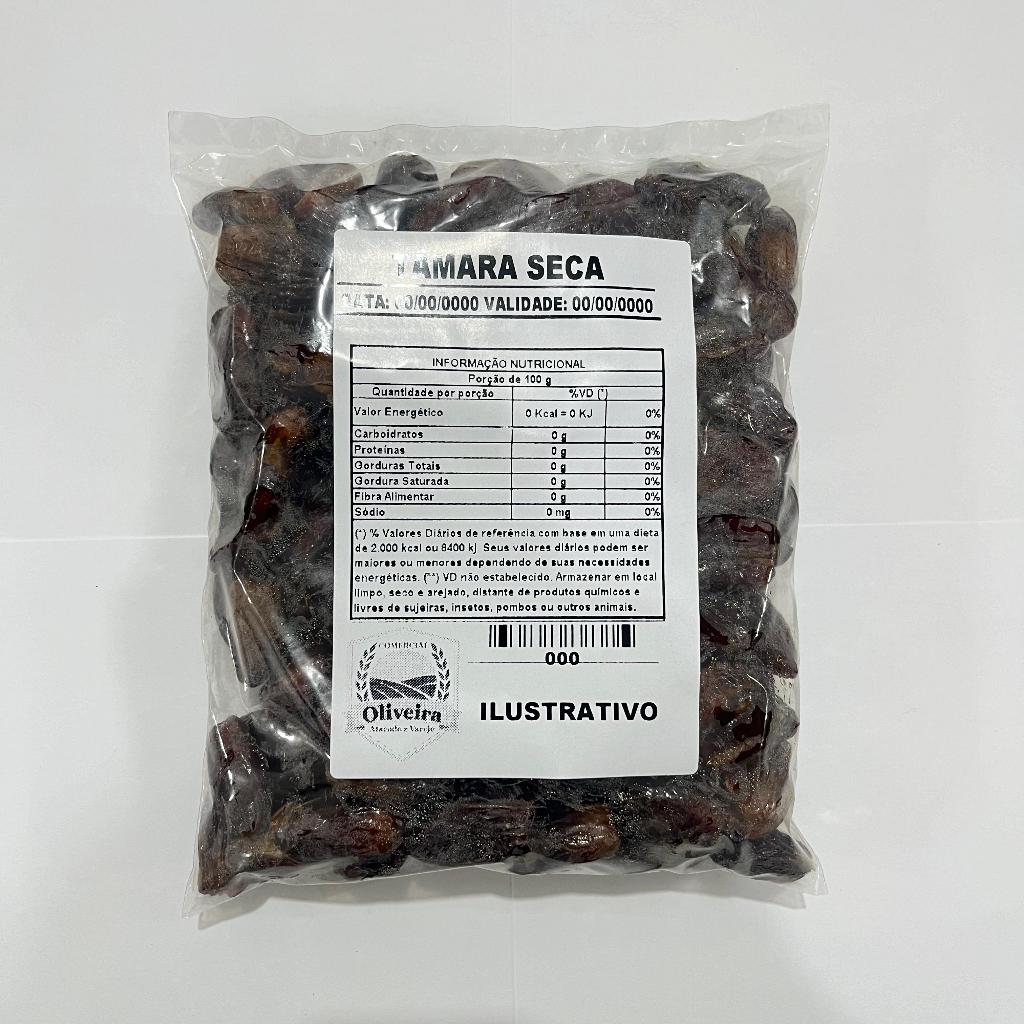 TÂMARA SECA
DATA: 00/00/0000 VALIDADE: 00/00/0000
INFORMAÇÃO NUTRICIONAL
Porção de 100 g
Quantidade por porção %VD (*)
Valor Energético 0 Kcal = 0 KJ 0%
Carboidratos 0 g 0%
Proteínas 0 g 0%
Gorduras Totais 0 g 0%
Gordura Saturada 0 g 0%
Fibra Alimentar 0 g 0%
Sódio 0 mg 0%
(*) % Valores Diários de referência com base em uma dieta
de 2.000 kcal ou 8400 kj. Seus valores diários podem ser
maiores ou menores dependendo de suas necessidades
energéticas. (**) VD não estabelecido. Armazenar em local
limpo, seco e arejado, distante de produtos químicos e
livres de sujeiras, insetos, pombos ou outros animais.
000
COMERCIAL
Oliveira
Atacado e Varejo
ILUSTRATIVO